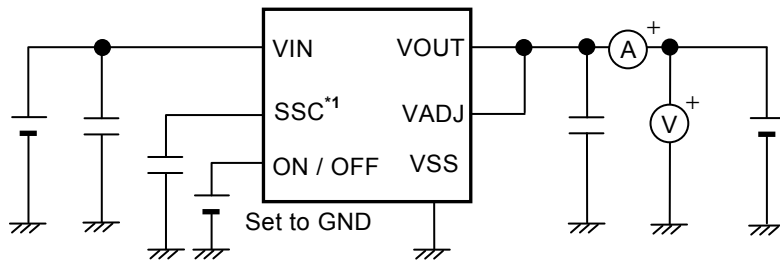 VIN
VOUT
A
+
SSC*1
VADJ
V
+
ON / OFF
VSS
Set to GND